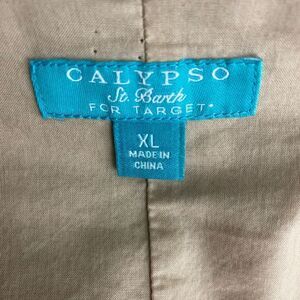 CALYPSO
St. Barth
FOR TARGET*
XL
MADE IN
CHINA